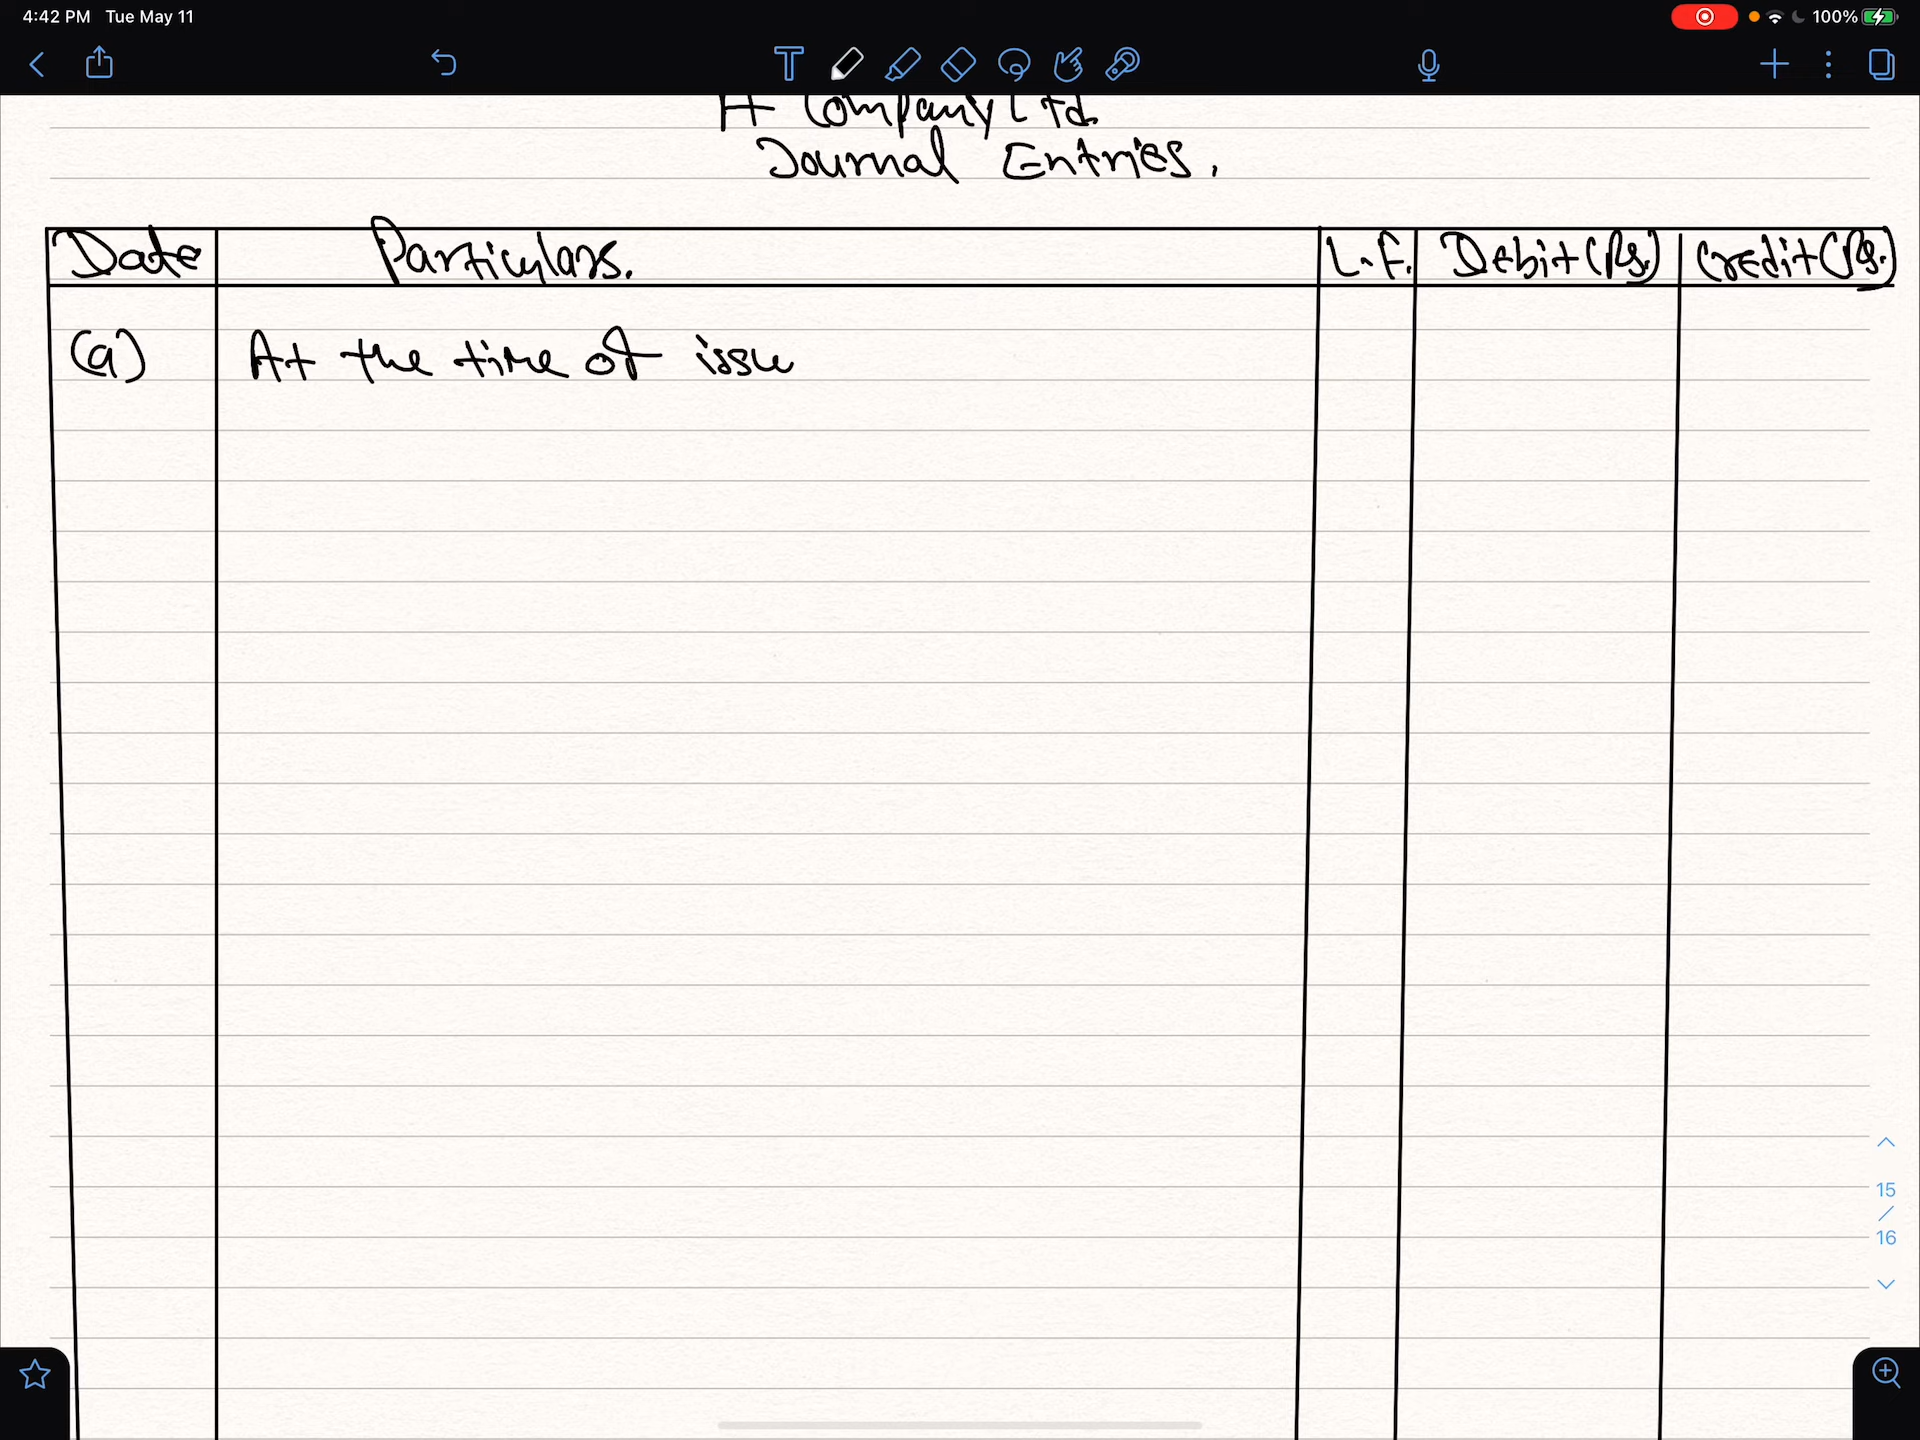 4:42 PM Tue May 11
100%
A Company Ltd.
Journal Entries.
Date Particulars. L.F. Debit (Rs.) Credit (Rs.)
(a) At the time of issu
15
/
16